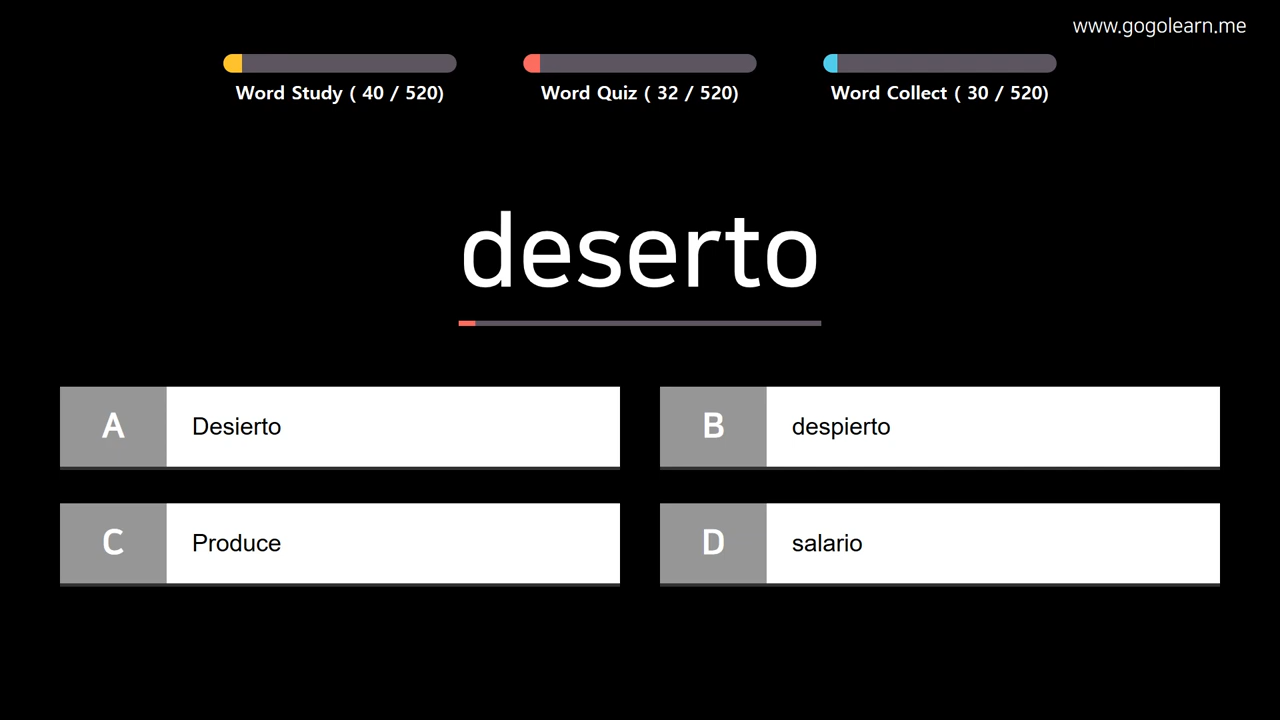 www.gogolearn.me
Word Study ( 40 / 520)
Word Quiz ( 32 / 520)
Word Collect ( 30 / 520)
deserto
A Desierto
B despierto
C Produce
D salario